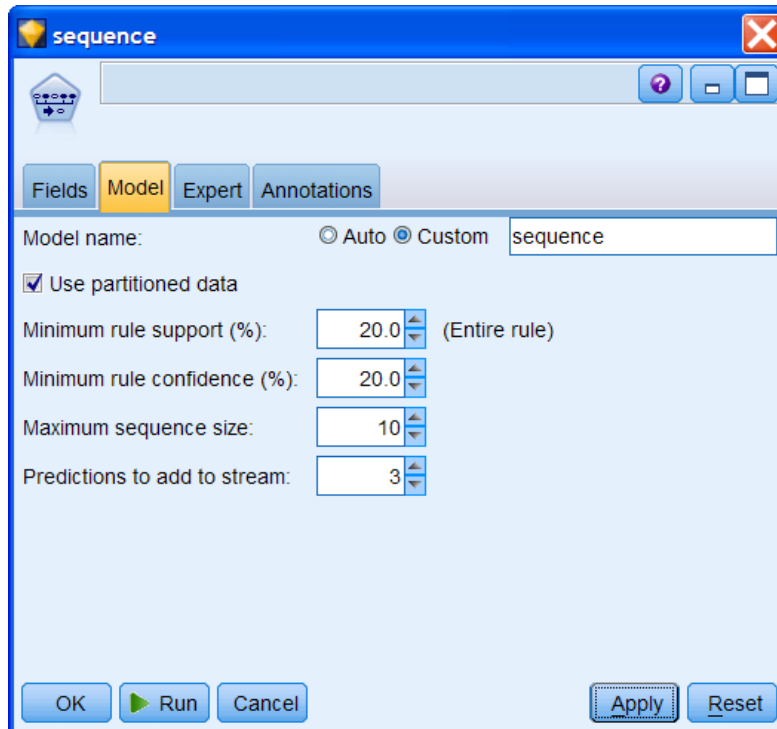 sequence
Fields Model Expert Annotations
Model name: Auto Custom sequence
Use partitioned data
Minimum rule support (%): 20.0 (Entire rule)
Minimum rule confidence (%): 20.0
Maximum sequence size: 10
Predictions to add to stream: 3
OK Run Cancel Apply Reset